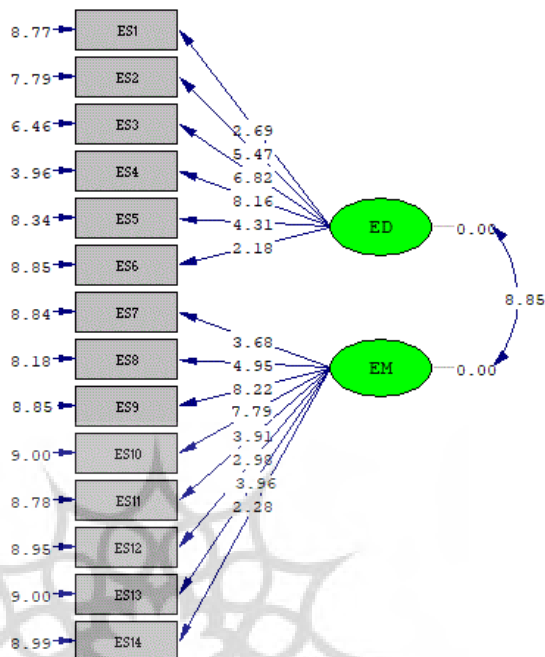 8.77 ES1
7.79 ES2
2.69
6.46 ES3
5.47
6.82
3.96 ES4
8.16
8.34 ES5
4.31
ED
0.00
2.18
8.85 ES6
8.85
8.84 ES7
3.68
8.18 ES8
4.95
EM
0.00
8.22
8.85 ES9
7.79
3.91
9.00 ES10
2.98
8.78 ES11
3.96
2.28
8.95 ES12
9.00 ES13
8.99 ES14